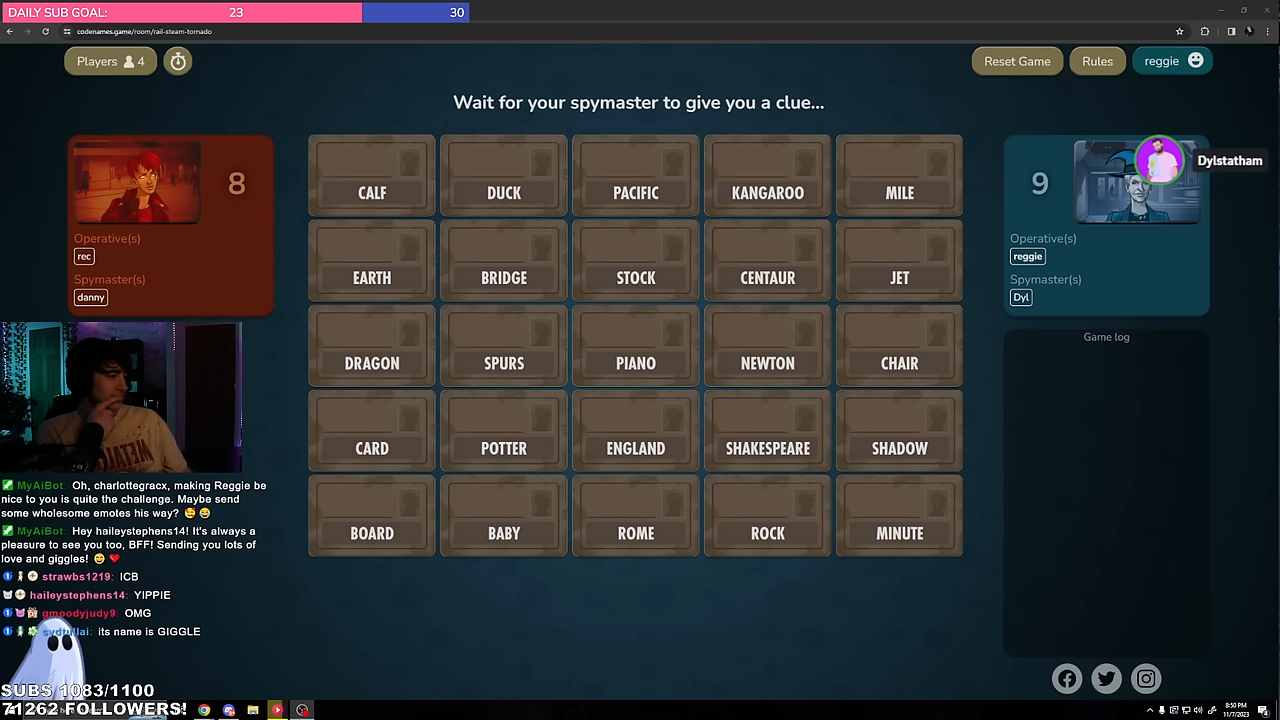 DAILY SUB GOAL:
23
30
codenames.game/room/rail-steam-tornado
Players 4
Reset Game
Rules
reggie
Wait for your spymaster to give you a clue...
8
Operative(s)
rec
Spymaster(s)
danny
CALF
DUCK
PACIFIC
KANGAROO
MILE
EARTH
BRIDGE
STOCK
CENTAUR
JET
DRAGON
SPURS
PIANO
NEWTON
CHAIR
CARD
POTTER
ENGLAND
SHAKESPEARE
SHADOW
BOARD
BABY
ROME
ROCK
MINUTE
9
Dylstatham
Operative(s)
reggie
Spymaster(s)
Dyl
Game log
MyAiBot: Oh, charlottegracx, making Reggie be
nice to you is quite the challenge. Maybe send
some wholesome emotes his way?
MyAiBot: Hey haileystephens14! It's always a
pleasure to see you too, BFF! Sending you lots of
love and giggles!
strawbs1219: ICB
haileystephens14: YIPPIE
gmoodyjudy9: OMG
its name is GIGGLE
SUBS 1083/1100
71262 FOLLOWERS!
8:50 PM
11/7/2023